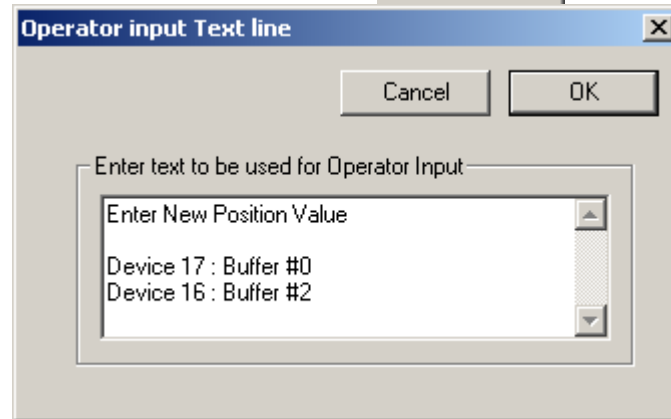 Operator input Text line
Cancel
OK
Enter text to be used for Operator Input
Enter New Position Value
Device 17 : Buffer #0
Device 16 : Buffer #2